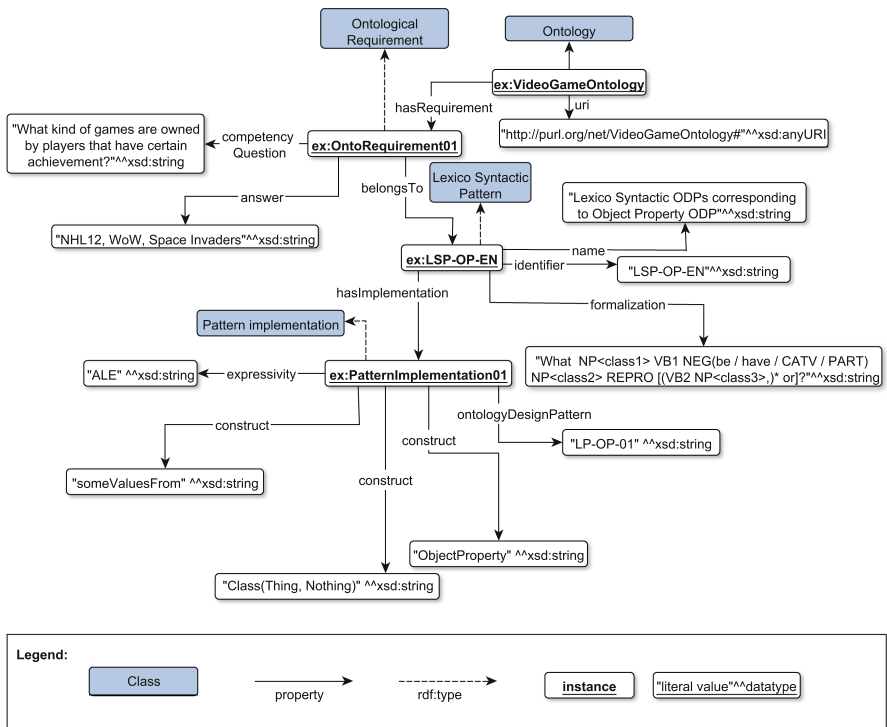 Ontological
Requirement
Ontology
ex:VideoGameOntology
hasRequirement
uri
"http://purl.org/net/VideoGameOntology#"^^xsd:anyURI
"What kind of games are owned
by players that have certain
achievement?"^^xsd:string
competency
Question
ex:OntoRequirement01
answer
belongsTo
Lexico Syntactic
Pattern
"Lexico Syntactic ODPs corresponding
to Object Property ODP"^^xsd:string
"NHL12, WoW, Space Invaders"^^xsd:string
name
ex:LSP-OP-EN
identifier
"LSP-OP-EN"^^xsd:string
hasImplementation
formalization
Pattern implementation
"What NP<class1> VB1 NEG(be / have / CATV / PART)
NP<class2> REPRO [(VB2 NP<class3>,)* or]?"^^xsd:string
"ALE" ^^xsd:string
expressivity
ex:PatternImplementation01
ontologyDesignPattern
construct
construct
"LP-OP-01" ^^xsd:string
"someValuesFrom" ^^xsd:string
construct
"ObjectProperty" ^^xsd:string
"Class(Thing, Nothing)" ^^xsd:string
Legend:
Class
property
rdf:type
instance
"literal value"^^datatype